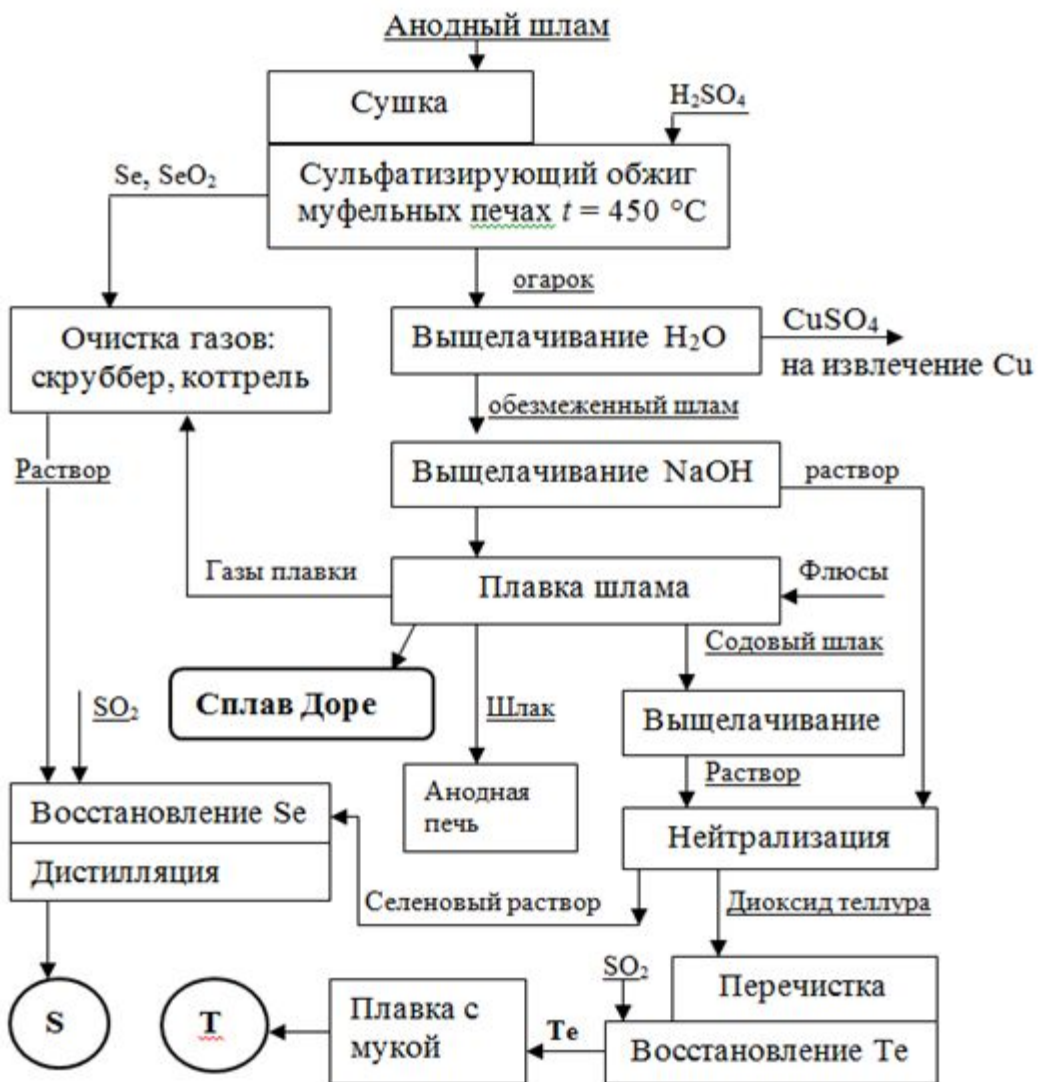 Анодный шлам
Сушка
H₂SO₄
Se, SeO₂
Сульфатизирующий обжиг
муфельных печах t = 450 °C
огарок
Очистка газов:
скруббер, коттрель
Выщелачивание H₂O
CuSO₄
на извлечение Cu
обезмеженный шлам
Раствор
Выщелачивание NaOH
раствор
Газы плавки
Плавка шлама
Флюсы
Содовый шлак
Сплав Доре
SO₂
Шлак
Выщелачивание
Раствор
Восстановление Se
Дистилляция
Анодная
печь
Нейтрализация
Селеновый раствор
Диоксид теллура
S
T
Плавка с
мукой
Te
SO₂
Перечистка
Восстановление Te